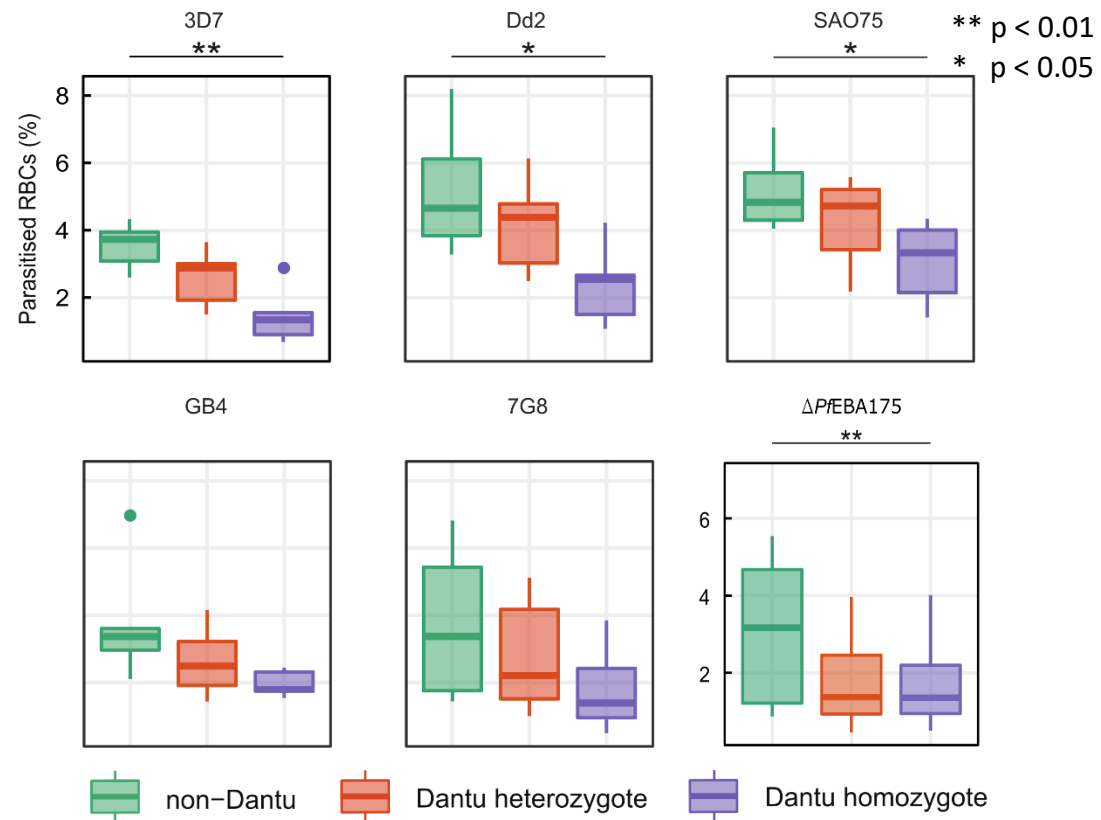 3D7
Dd2
SAO75
** p < 0.01
* p < 0.05
**
*
*
8
6
4
2
Parasitised RBCs (%)
GB4
7G8
ΔPfEBA175
**
6
4
2
non−Dantu
Dantu heterozygote
Dantu homozygote